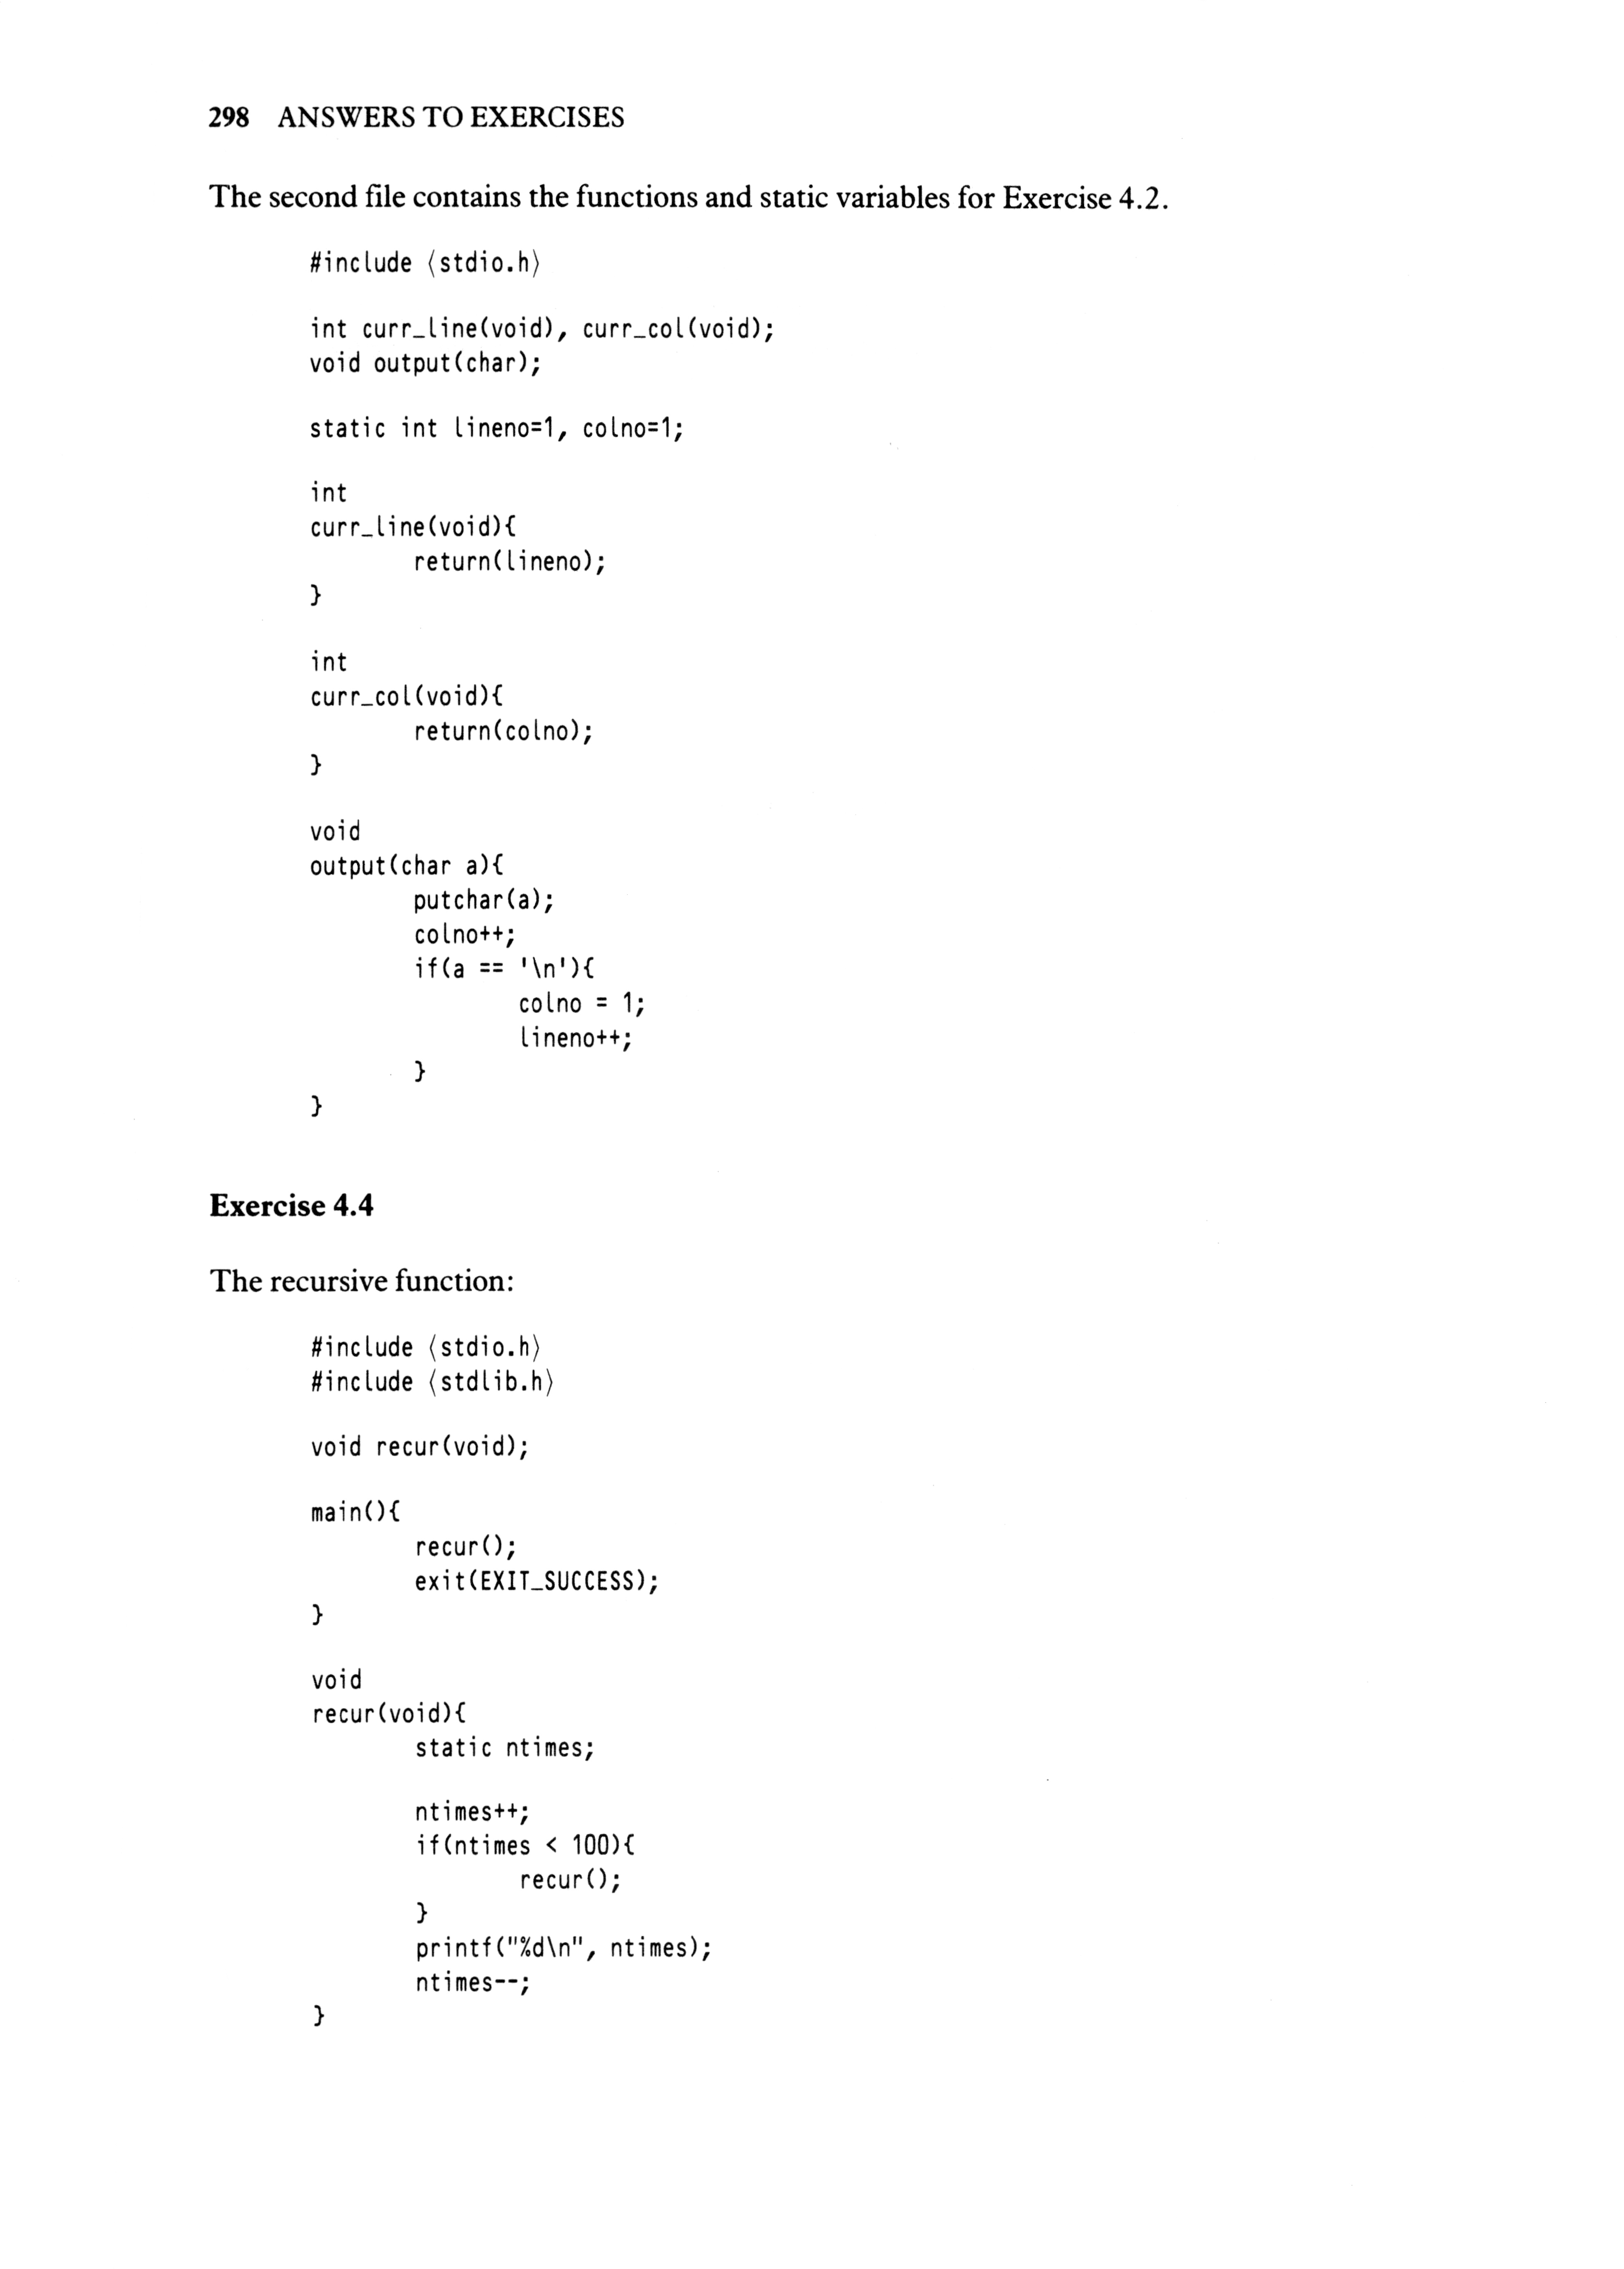 298 ANSWERS TO EXERCISES
The second file contains the functions and static variables for Exercise 4.2.
#include ⟨stdio.h⟩
int curr_line(void), curr_col(void);
void output(char);
static int lineno=1, colno=1;
int
curr_line(void){
return(lineno);
}
int
curr_col(void){
return(colno);
}
void
output(char a){
putchar(a);
colno++;
if(a == '\n'){
colno = 1;
lineno++;
}
}
Exercise 4.4
The recursive function:
#include ⟨stdio.h⟩
#include ⟨stdlib.h⟩
void recur(void);
main(){
recur();
exit(EXIT_SUCCESS);
}
void
recur(void){
static ntimes;
ntimes++;
if(ntimes < 100){
recur();
}
printf("%d\n", ntimes);
ntimes--;
}